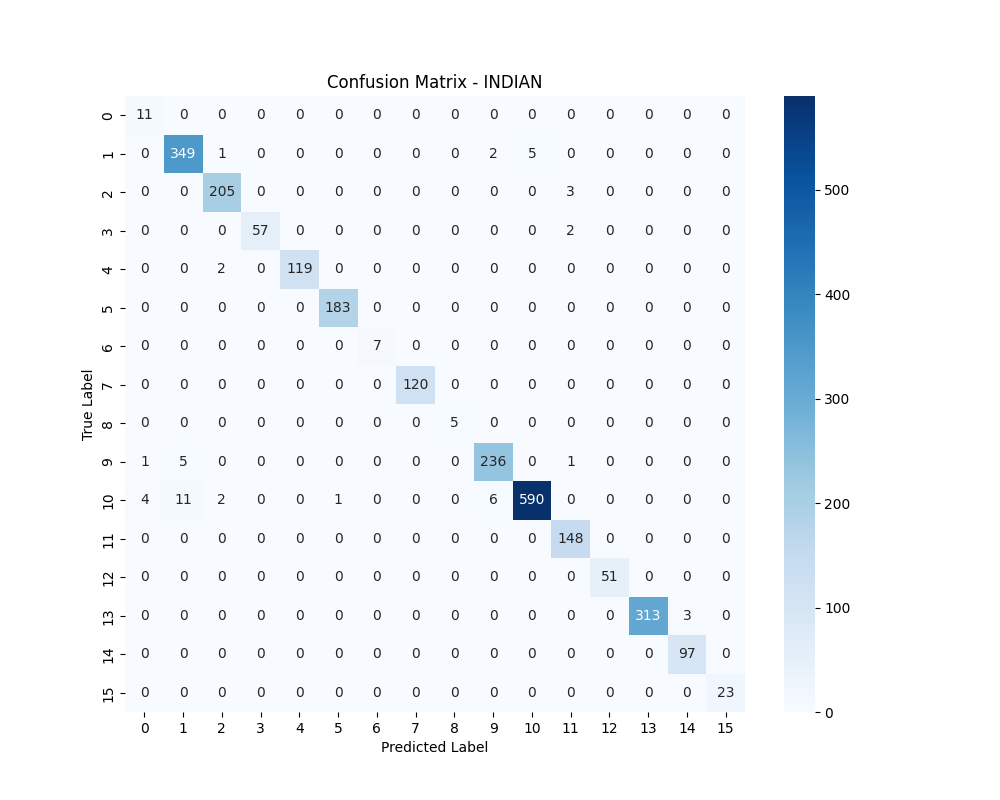 Confusion Matrix - INDIAN
0 11 0 0 0 0 0 0 0 0 0 0 0 0 0 0 0
1 0 349 1 0 0 0 0 0 0 2 5 0 0 0 0 0
2 0 0 205 0 0 0 0 0 0 0 0 3 0 0 0 0
3 0 0 0 57 0 0 0 0 0 0 0 2 0 0 0 0
4 0 0 2 0 119 0 0 0 0 0 0 0 0 0 0 0
5 0 0 0 0 0 183 0 0 0 0 0 0 0 0 0 0
6 0 0 0 0 0 0 7 0 0 0 0 0 0 0 0 0
7 0 0 0 0 0 0 0 120 0 0 0 0 0 0 0 0
8 0 0 0 0 0 0 0 0 5 0 0 0 0 0 0 0
9 1 5 0 0 0 0 0 0 0 236 0 1 0 0 0 0
10 4 11 2 0 0 1 0 0 0 6 590 0 0 0 0 0
11 0 0 0 0 0 0 0 0 0 0 0 148 0 0 0 0
12 0 0 0 0 0 0 0 0 0 0 0 0 51 0 0 0
13 0 0 0 0 0 0 0 0 0 0 0 0 0 313 3 0
14 0 0 0 0 0 0 0 0 0 0 0 0 0 0 97 0
15 0 0 0 0 0 0 0 0 0 0 0 0 0 0 0 23
0 1 2 3 4 5 6 7 8 9 10 11 12 13 14 15
Predicted Label
True Label
500
400
300
200
100
0